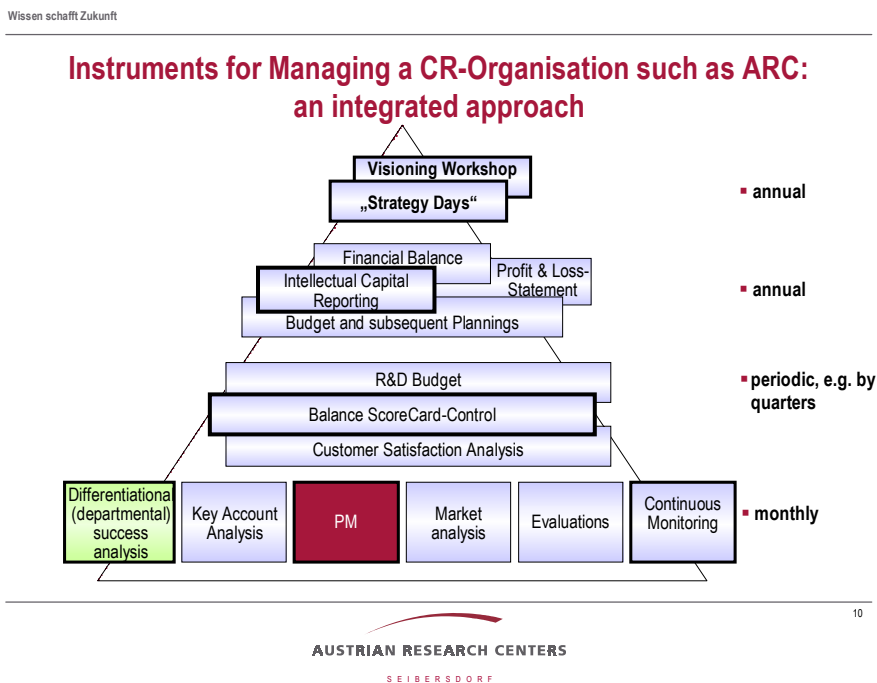 Wissen schafft Zukunft
Instruments for Managing a CR-Organisation such as ARC:
an integrated approach
Visioning Workshop
„Strategy Days“
▪ annual
Financial Balance
Profit & Loss-
Statement
Intellectual Capital
Reporting
Budget and subsequent Plannings
▪ annual
R&D Budget
Balance ScoreCard-Control
Customer Satisfaction Analysis
▪ periodic, e.g. by
quarters
Differentiational
(departmental)
success
analysis
Key Account
Analysis
PM
Market
analysis
Evaluations
Continuous
Monitoring
▪ monthly
10
AUSTRIAN RESEARCH CENTERS
SEIBERSDORF